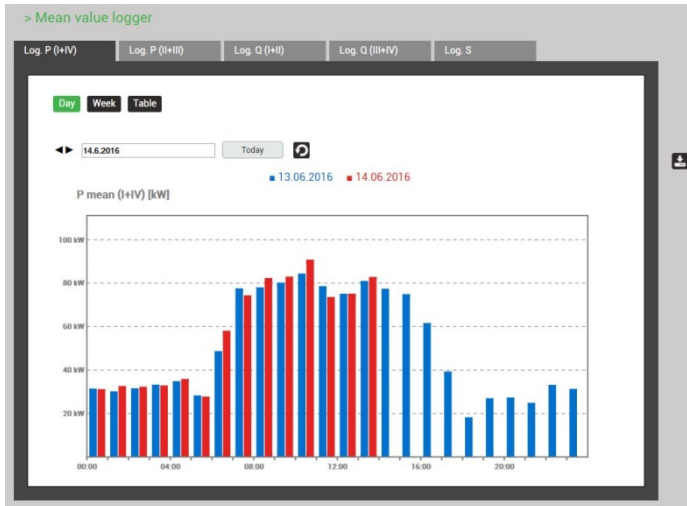 > Mean value logger
Log. P (I+IV) Log. P (II+III) Log. Q (I+II) Log. Q (III+IV) Log. S
Day Week Table
14.6.2016 Today
13.06.2016 14.06.2016
P mean (I+IV) [kW]
100 kW
80 kW
60 kW
40 kW
20 kW
00:00 04:00 08:00 12:00 16:00 20:00